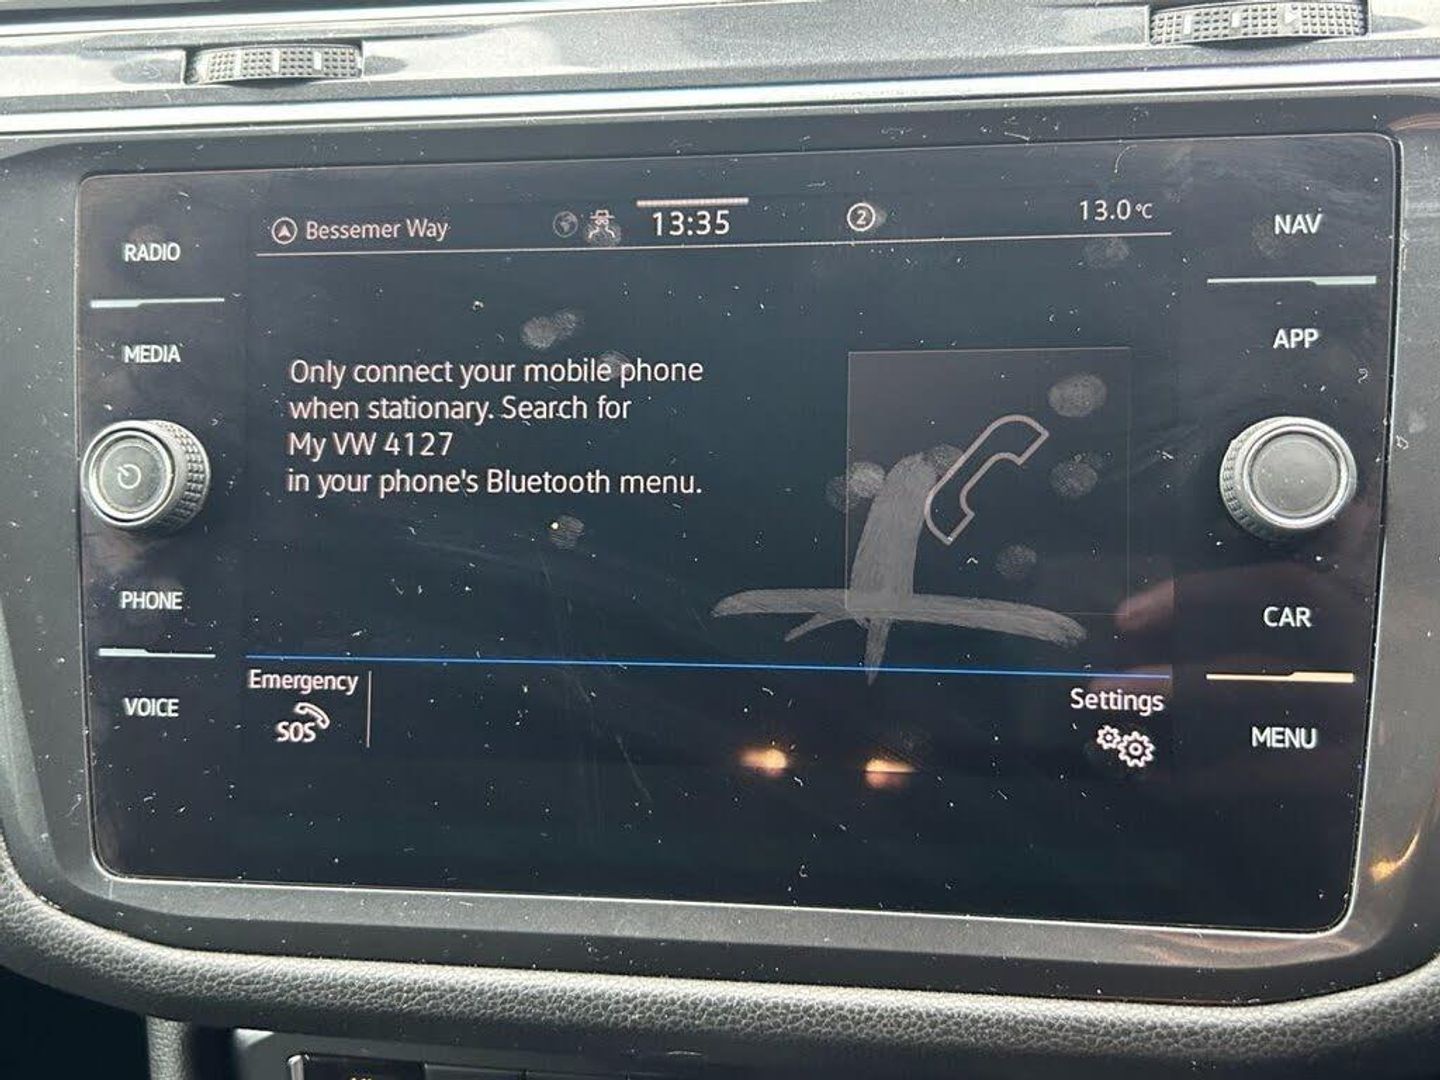 Bessemer Way
13:35
2
13.0°C
RADIO
MEDIA
PHONE
VOICE
Only connect your mobile phone
when stationary. Search for
My VW 4127
in your phone's Bluetooth menu.
NAV
APP
CAR
MENU
Emergency
SOS
Settings